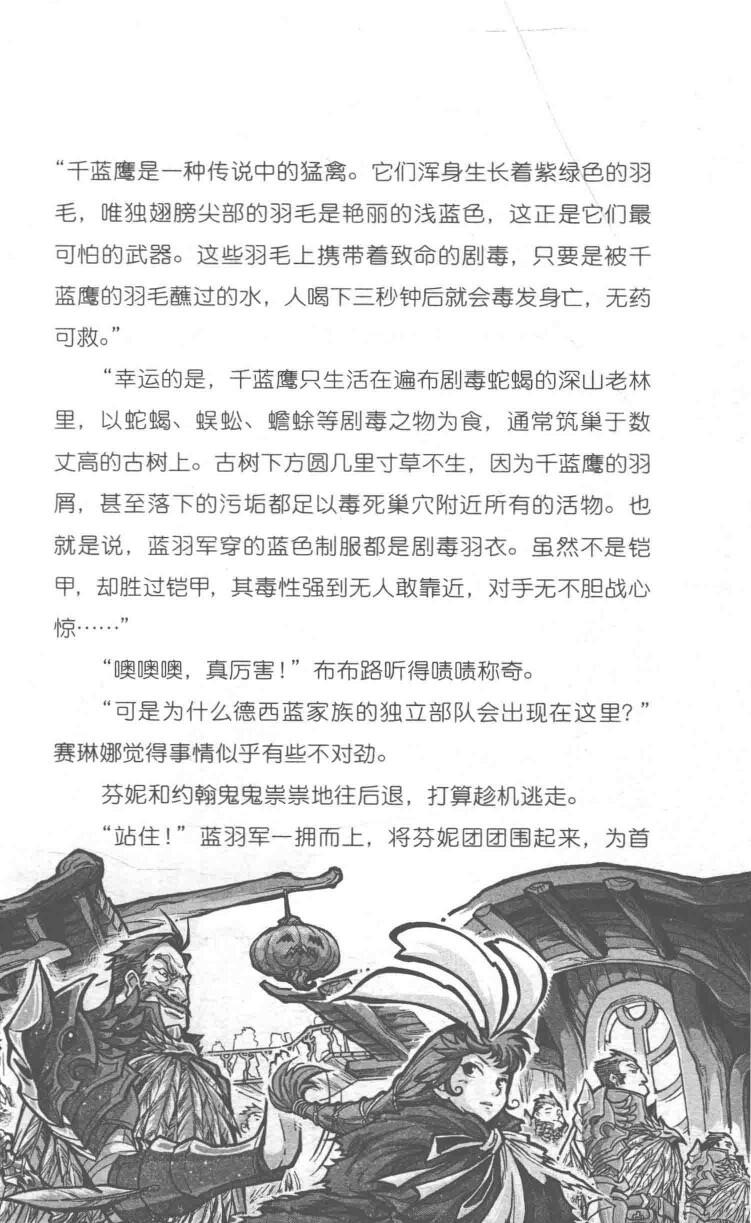 “千蓝鹰是一种传说中的猛禽。它们浑身生长着紫绿色的羽
毛，唯独翅膀尖部的羽毛是艳丽的浅蓝色，这正是它们最
可怕的武器。这些羽毛上携带着致命的剧毒，只要是被千
蓝鹰的羽毛蘸过的水，人喝下三秒钟后就会毒发身亡，无药
可救。”
“幸运的是，千蓝鹰只生活在遍布剧毒蛇蝎的深山老林
里，以蛇蝎、蜈蚣、蟾蜍等剧毒之物为食，通常筑巢于数
丈高的古树上。古树下方圆几里寸草不生，因为千蓝鹰的羽
屑，甚至落下的污垢都足以毒死巢穴附近所有的活物。也
就是说，蓝羽军穿的蓝色制服都是剧毒羽衣。虽然不是铠
甲，却胜过铠甲，其毒性强到无人敢靠近，对手无不胆战心
惊……”
“噢噢噢，真厉害！”布布路听得啧啧称奇。
“可是为什么德西蓝家族的独立部队会出现在这里？”
赛琳娜觉得事情似乎有些不对劲。
芬妮和约翰鬼鬼祟祟地往后退，打算趁机逃走。
“站住！”蓝羽军一拥而上，将芬妮团团围起来，为首